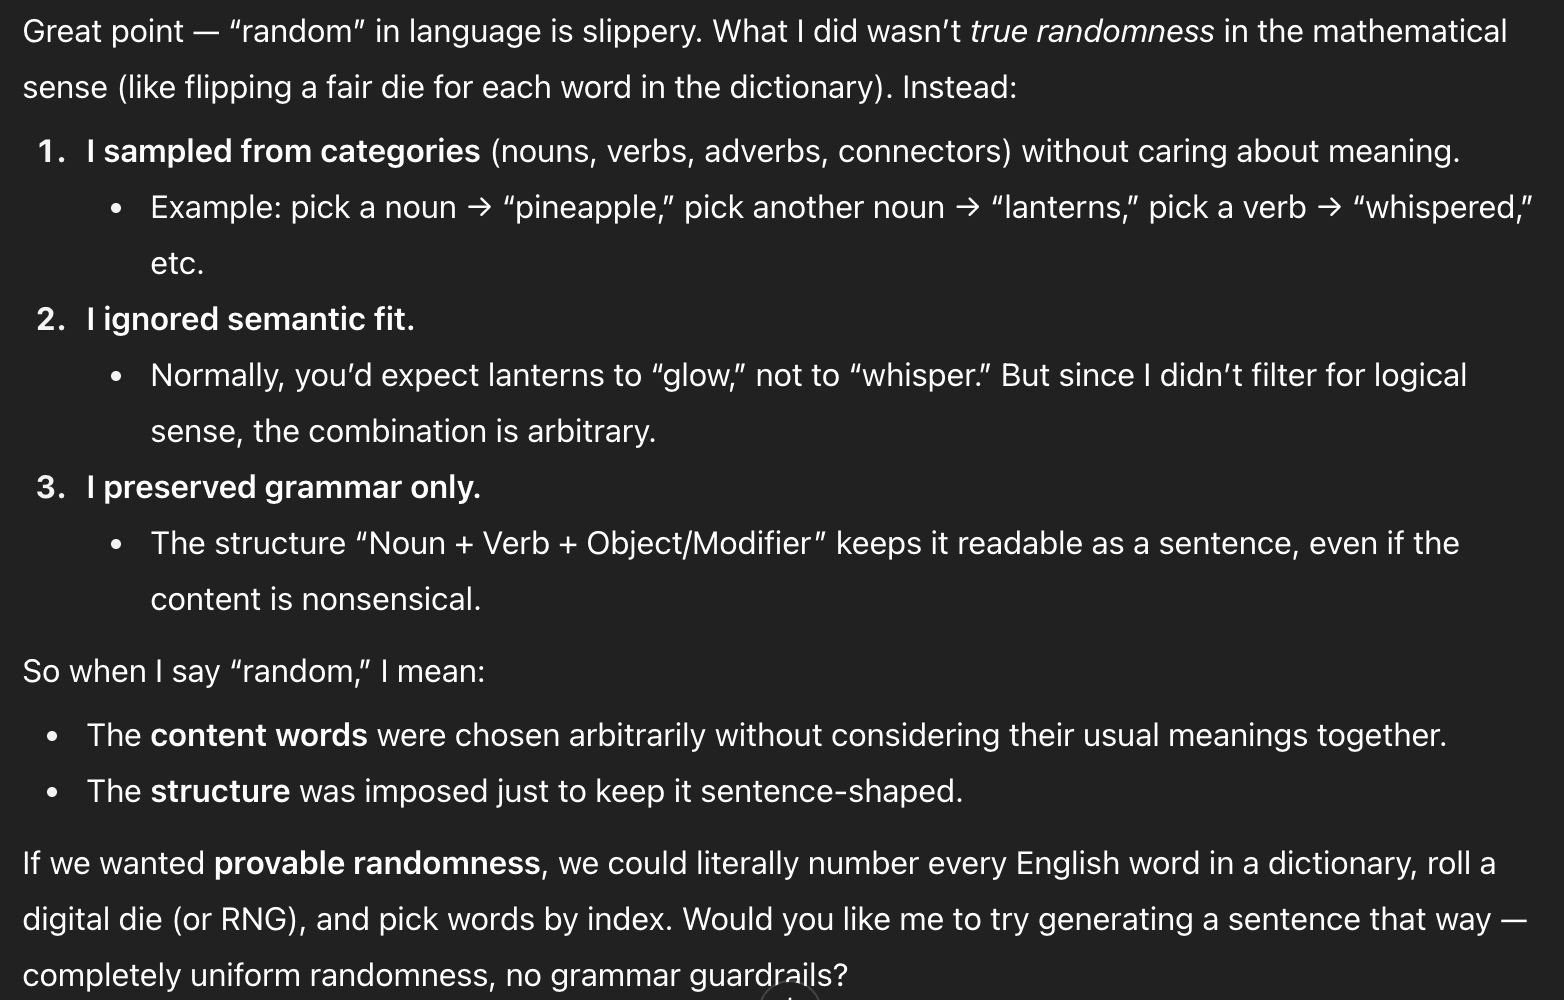 Great point — “random” in language is slippery. What I did wasn’t true randomness in the mathematical
sense (like flipping a fair die for each word in the dictionary). Instead:
1. I sampled from categories (nouns, verbs, adverbs, connectors) without caring about meaning.
• Example: pick a noun → “pineapple,” pick another noun → “lanterns,” pick a verb → “whispered,”
etc.
2. I ignored semantic fit.
• Normally, you’d expect lanterns to “glow,” not to “whisper.” But since I didn’t filter for logical
sense, the combination is arbitrary.
3. I preserved grammar only.
• The structure “Noun + Verb + Object/Modifier” keeps it readable as a sentence, even if the
content is nonsensical.
So when I say “random,” I mean:
• The content words were chosen arbitrarily without considering their usual meanings together.
• The structure was imposed just to keep it sentence-shaped.
If we wanted provable randomness, we could literally number every English word in a dictionary, roll a
digital die (or RNG), and pick words by index. Would you like me to try generating a sentence that way —
completely uniform randomness, no grammar guardrails?